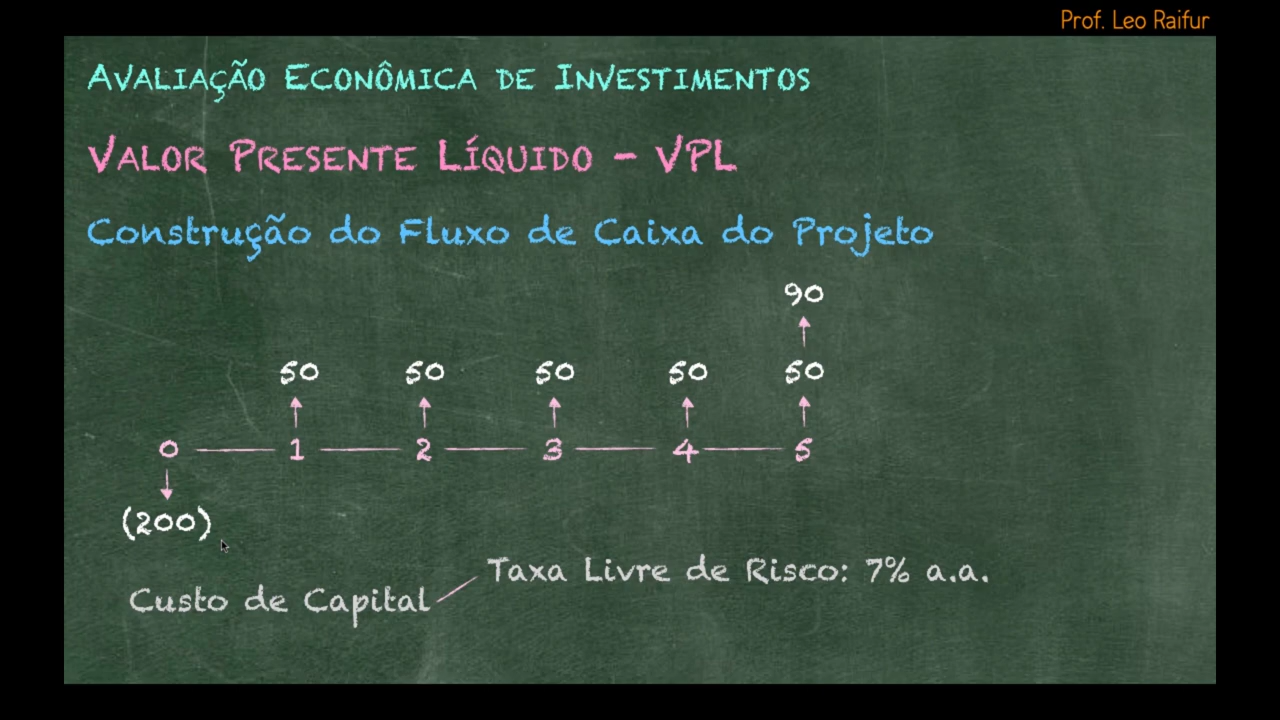 Prof. Leo Raifur
Avaliação Econômica de Investimentos
Valor Presente Líquido - VPL
Construção do Fluxo de Caixa do Projeto
90
50 50 50 50 50
0 1 2 3 4 5
(200)
Taxa Livre de Risco: 7% a.a.
Custo de Capital